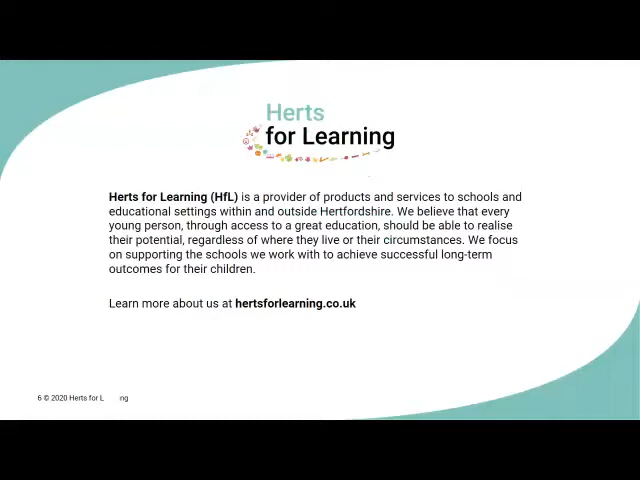 Herts
for Learning
Herts for Learning (HfL) is a provider of products and services to schools and
educational settings within and outside Hertfordshire. We believe that every
young person, through access to a great education, should be able to realise
their potential, regardless of where they live or their circumstances. We focus
on supporting the schools we work with to achieve successful long-term
outcomes for their children.
Learn more about us at hertsforlearning.co.uk
6 © 2020 Herts for L ng